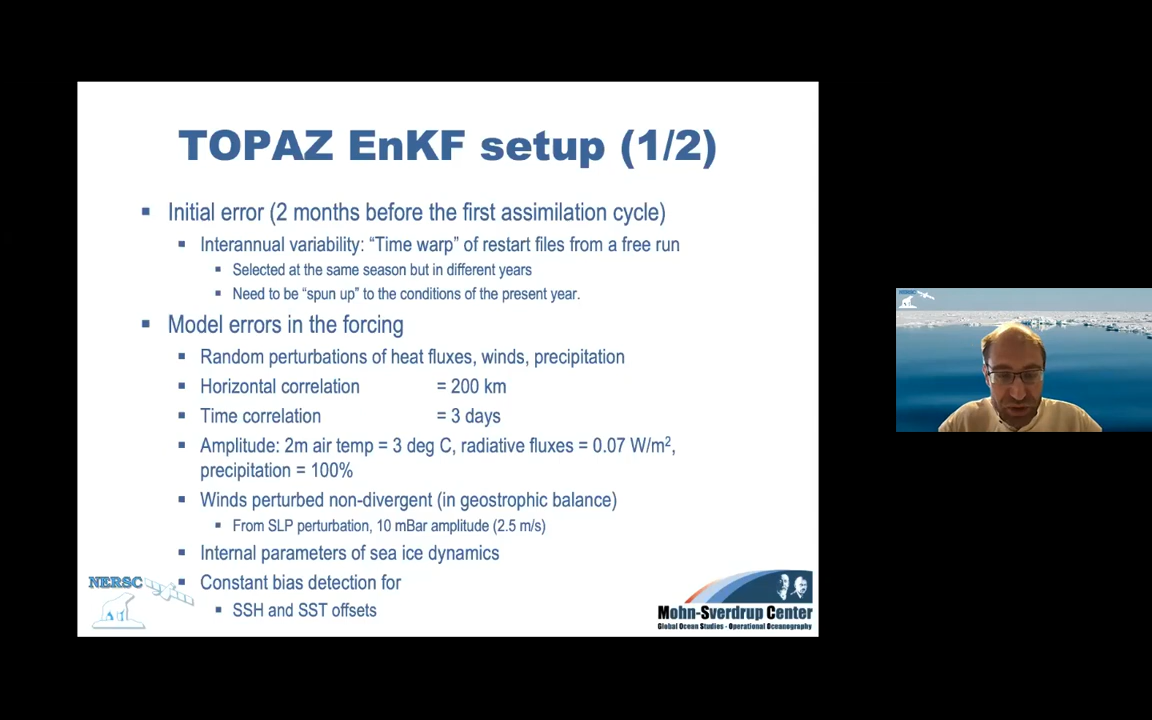 TOPAZ EnKF setup (1/2)
▪ Initial error (2 months before the first assimilation cycle)
▪ Interannual variability: “Time warp” of restart files from a free run
▪ Selected at the same season but in different years
▪ Need to be “spun up” to the conditions of the present year.
▪ Model errors in the forcing
▪ Random perturbations of heat fluxes, winds, precipitation
▪ Horizontal correlation = 200 km
▪ Time correlation = 3 days
▪ Amplitude: 2m air temp = 3 deg C, radiative fluxes = 0.07 W/m²,
precipitation = 100%
▪ Winds perturbed non-divergent (in geostrophic balance)
▪ From SLP perturbation, 10 mBar amplitude (2.5 m/s)
▪ Internal parameters of sea ice dynamics
▪ Constant bias detection for
▪ SSH and SST offsets
NERSC
Mohn-Sverdrup Center
Global Ocean Studies - Operational Oceanography
NERSC